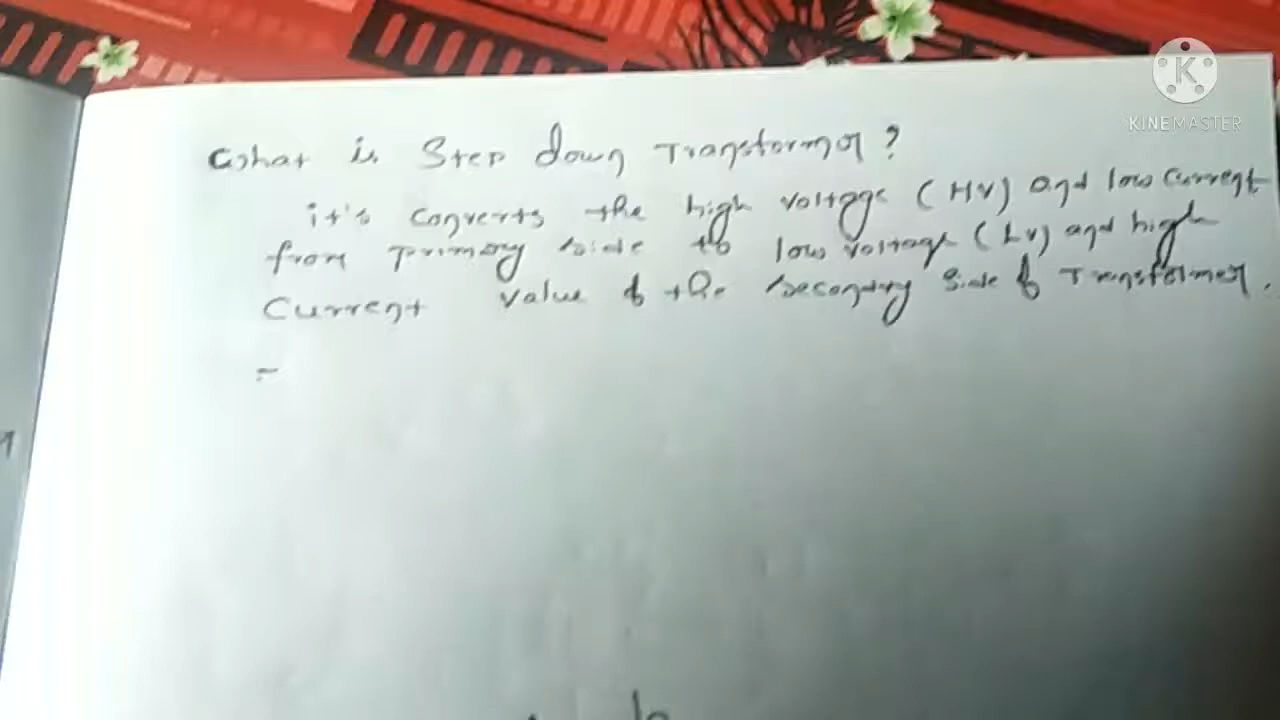 What is Step down Transformer?
it's converts the high voltage (HV) and low current
from primary side to low voltage (LV) and high
Current value of the secondary side of Transformer.
=
KINEMASTER